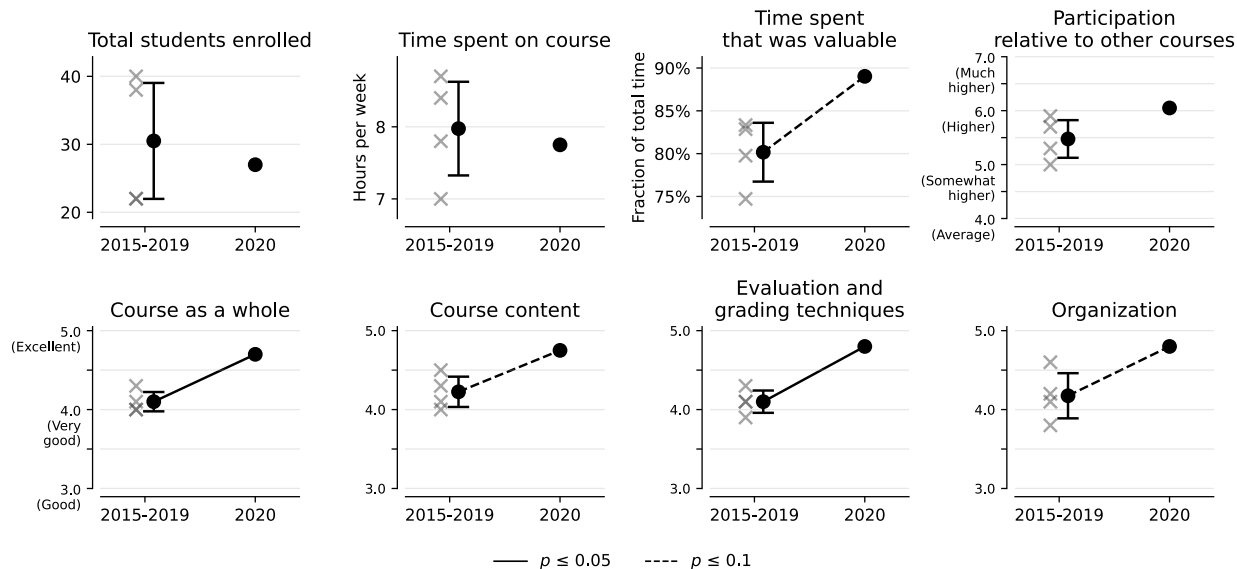 Total students enrolled
40
30
20
2015-2019 2020
Time spent on course
Hours per week
8
7
2015-2019 2020
Time spent
that was valuable
Fraction of total time
90%
85%
80%
75%
2015-2019 2020
Participation
relative to other courses
7.0
(Much
higher)
6.0
(Higher)
5.0
(Somewhat
higher)
4.0
(Average)
2015-2019 2020
Course as a whole
5.0
(Excellent)
4.0
(Very
good)
3.0
(Good)
2015-2019 2020
Course content
5.0
4.0
3.0
2015-2019 2020
Evaluation and
grading techniques
5.0
4.0
3.0
2015-2019 2020
Organization
5.0
4.0
3.0
2015-2019 2020
p ≤ 0.05 p ≤ 0.1